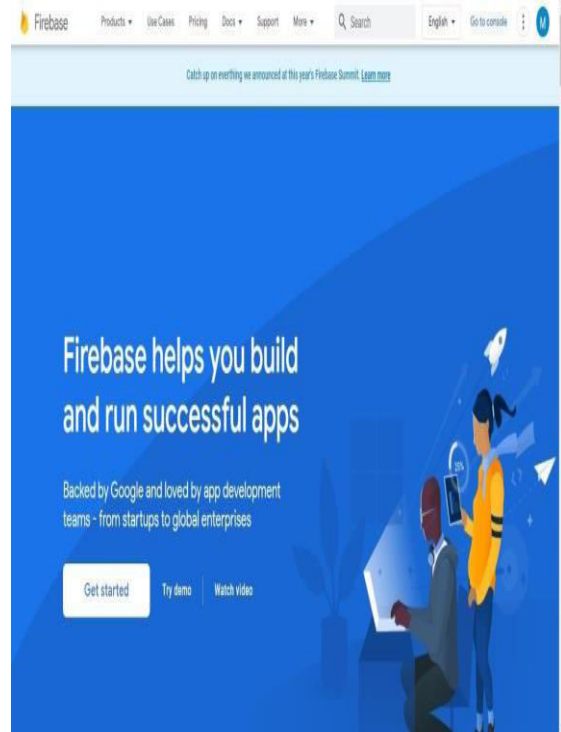 Firebase Products Use Cases Pricing Docs Support More Search English Go to console M
Catch up on everthing we announced at this year's Firebase Summit. Learn more
Firebase helps you build
and run successful apps
Backed by Google and loved by app development
teams - from startups to global enterprises
Get started Try demo Watch video
35%